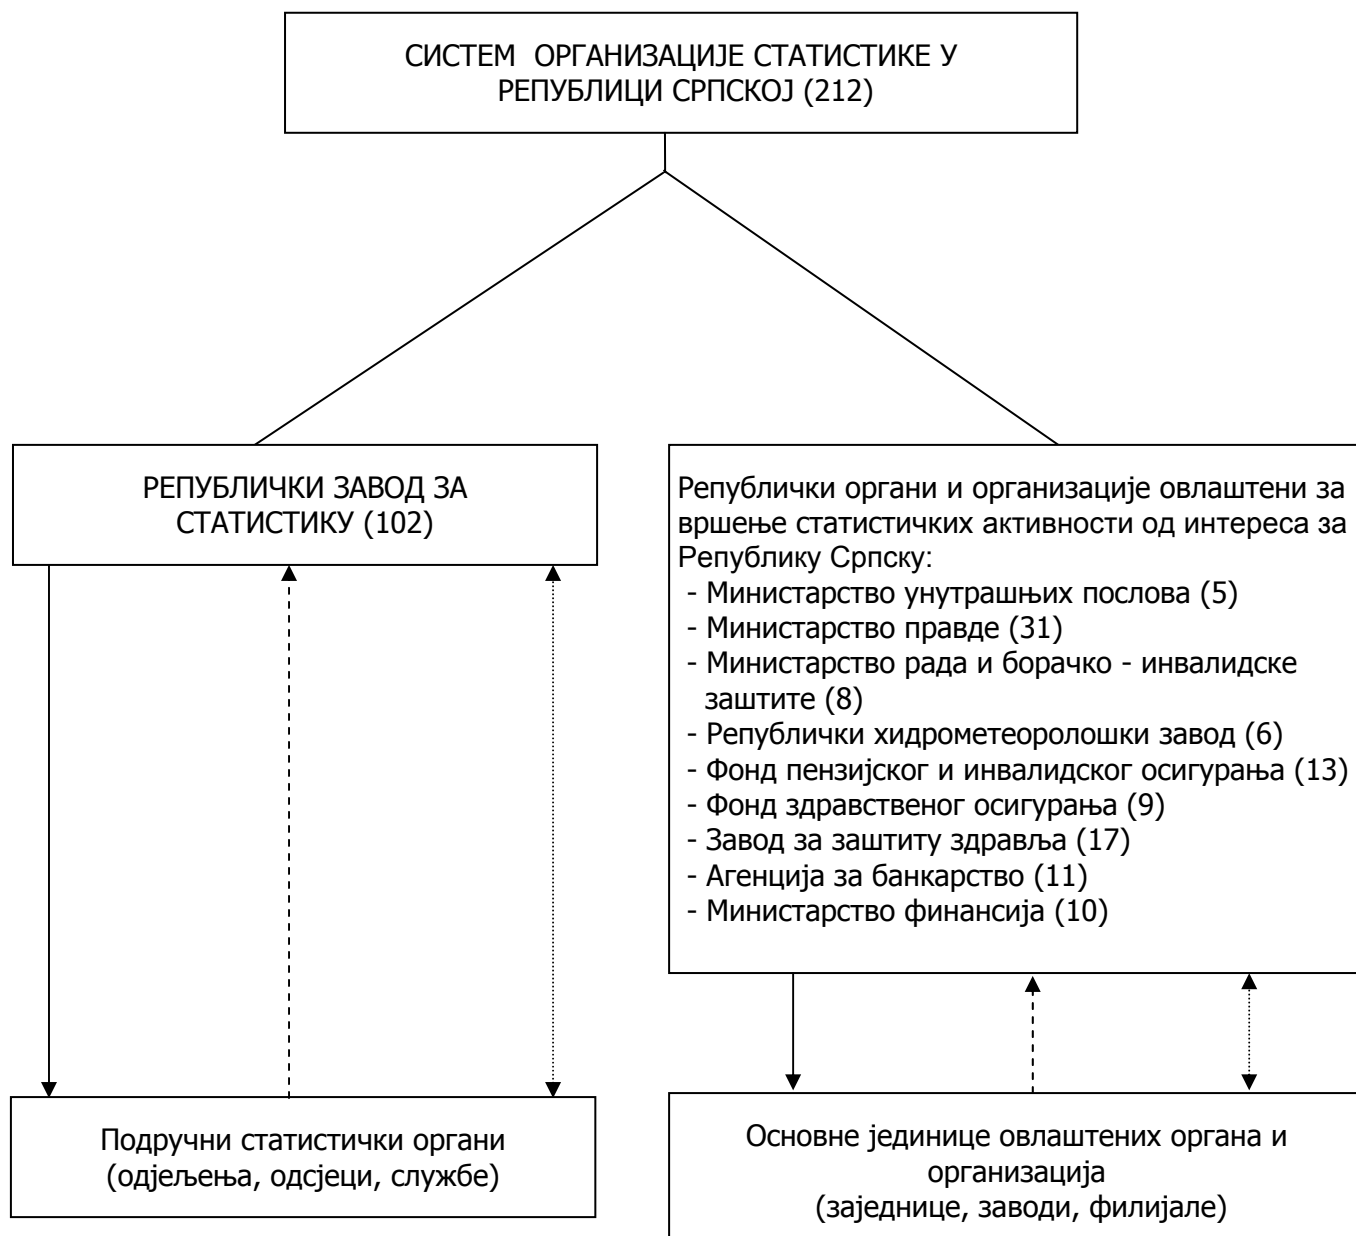 СИСТЕМ ОРГАНИЗАЦИЈЕ СТАТИСТИКЕ У
РЕПУБЛИЦИ СРПСКОЈ (212)
РЕПУБЛИЧКИ ЗАВОД ЗА
СТАТИСТИКУ (102)
Републички органи и организације овлаштени за
вршење статистичких активности од интереса за
Републику Српску:
- Министарство унутрашњих послова (5)
- Министарство правде (31)
- Министарство рада и борачко - инвалидске
заштите (8)
- Републички хидрометеоролошки завод (6)
- Фонд пензијског и инвалидског осигурања (13)
- Фонд здравственог осигурања (9)
- Завод за заштиту здравља (17)
- Агенција за банкарство (11)
- Министарство финансија (10)
Подручни статистички органи
(одјељења, одсјеци, службе)
Основне јединице овлаштених органа и
организација
(заједнице, заводи, филијале)